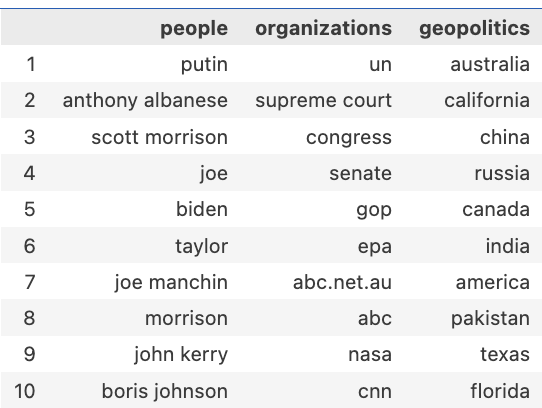 people organizations geopolitics
1 putin un australia
2 anthony albanese supreme court california
3 scott morrison congress china
4 joe senate russia
5 biden gop canada
6 taylor epa india
7 joe manchin abc.net.au america
8 morrison abc pakistan
9 john kerry nasa texas
10 boris johnson cnn florida